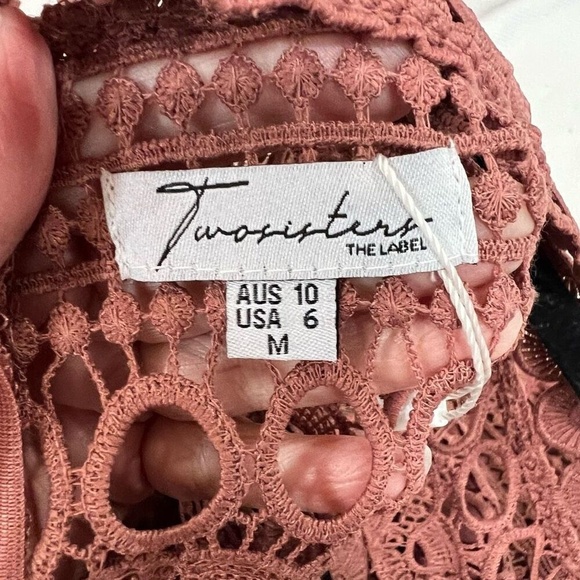 Twosisters
THE LABEL
AUS 10
USA 6
M